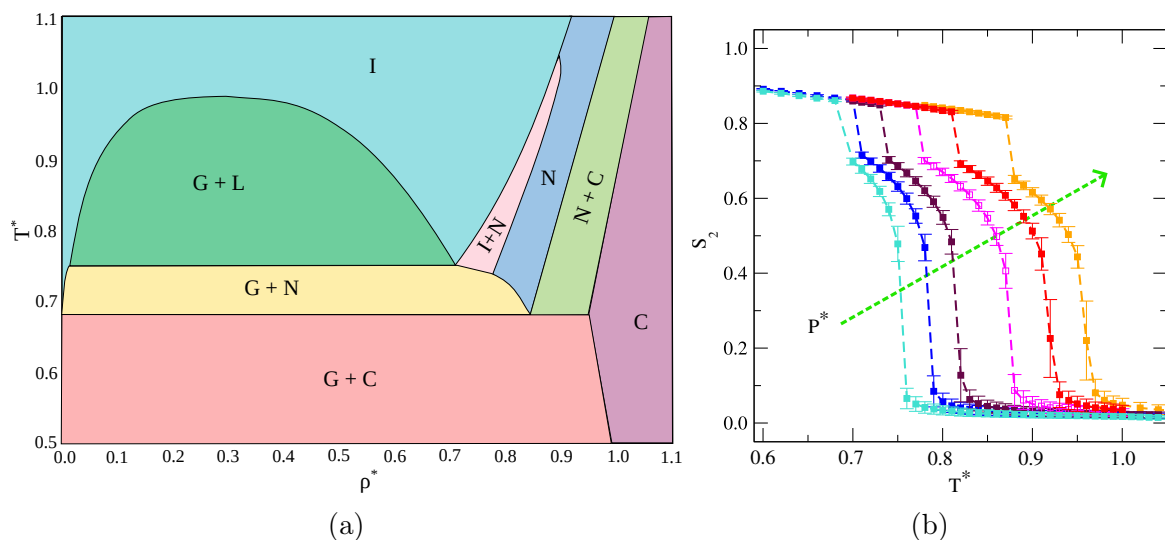 1.1
1.0
0.9
0.8
0.7
0.6
0.5
T*
I
G + L
I+N
N
N + C
G + N
C
G + C
0.0 0.1 0.2 0.3 0.4 0.5 0.6 0.7 0.8 0.9 1.0 1.1
ρ*
(a)
1.0
0.8
0.6
0.4
0.2
0.0
S2
P*
0.6 0.7 0.8 0.9 1.0
T*
(b)